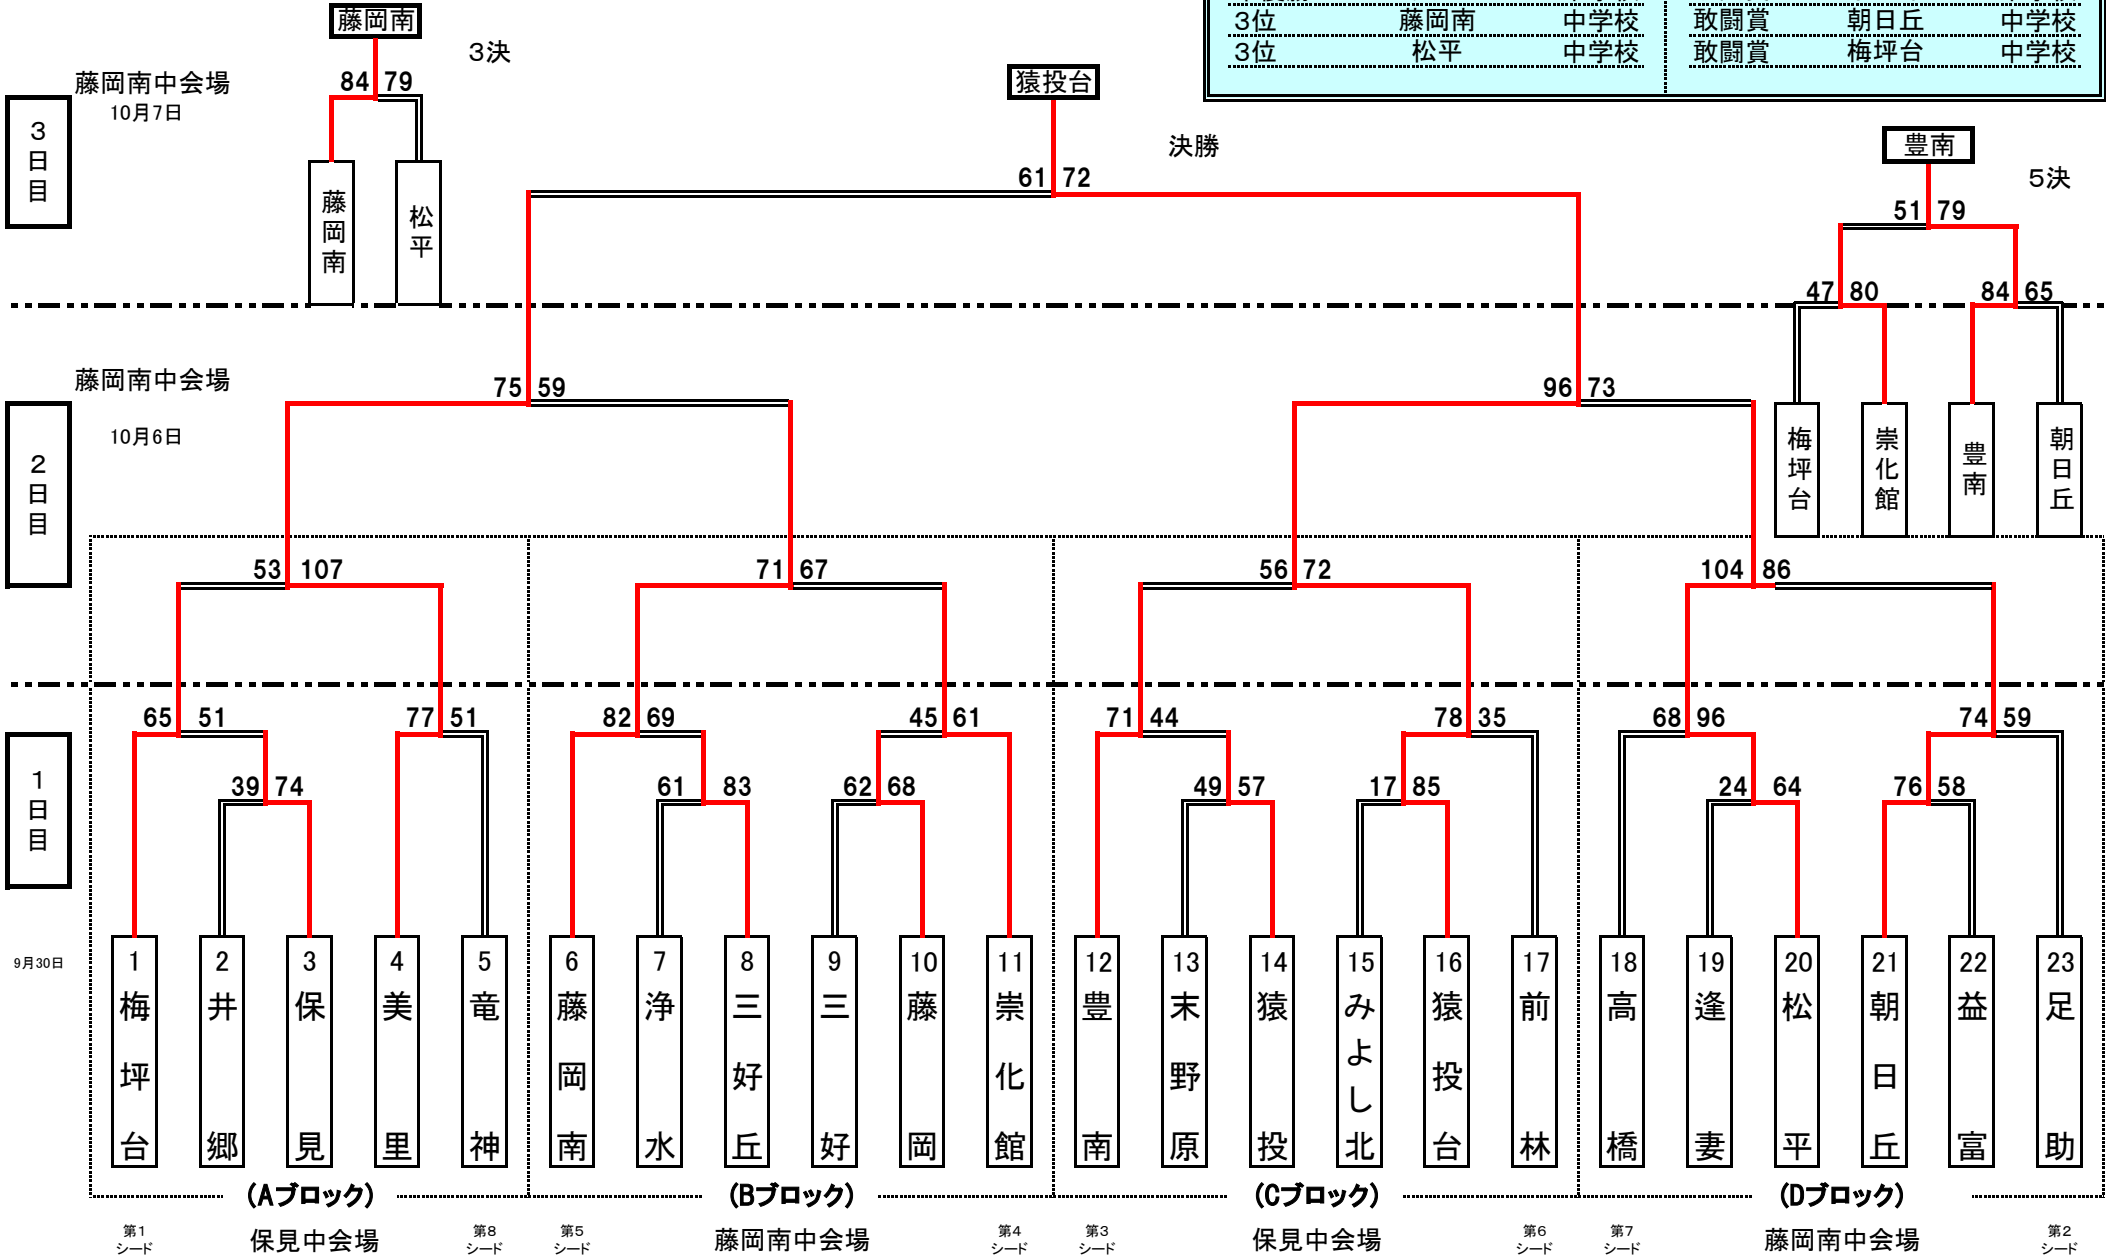 3位 藤岡南 中学校 敢闘賞 朝日丘 中学校
3位 松平 中学校 敢闘賞 梅坪台 中学校
藤岡南
3決
藤岡南中会場
84 79
10月7日
3日目
藤岡南
松平
猿投台
決勝
61 72
豊南
5決
51 79
47 80
84 65
梅坪台
崇化館
豊南
朝日丘
藤岡南中会場
10月6日
2日目
75 59
96 73
53 107
71 67
56 72
104 86
1日目
65 51
77 51
82 69
45 61
71 44
78 35
68 96
74 59
39 74
61 83
62 68
49 57
17 85
24 64
76 58
9月30日
1 梅坪台
2 井郷
3 保見
4 美里
5 竜神
6 藤岡南
7 浄水
8 三好丘
9 三好
10 藤岡
11 崇化館
12 豊南
13 末野原
14 猿投
15 みよし北
16 猿投台
17 前林
18 高橋
19 逢妻
20 松平
21 朝日丘
22 益富
23 足助
(Aブロック)
(Bブロック)
(Cブロック)
(Dブロック)
第1シード
保見中会場
第8シード
第5シード
藤岡南中会場
第4シード
第3シード
保見中会場
第6シード
第7シード
藤岡南中会場
第2シード